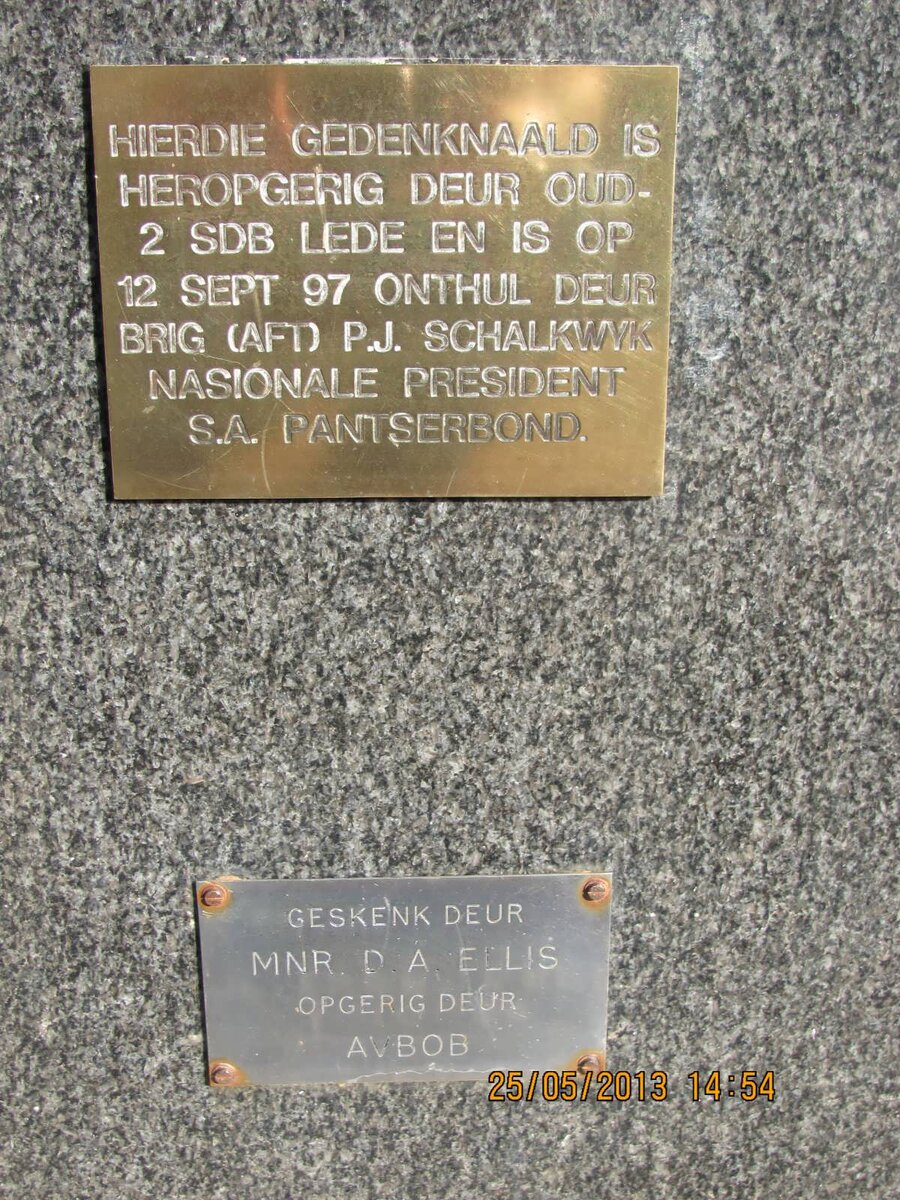 HIERDIE GEDENKNAALD IS
HEROPGERIG DEUR OUD-
2 SDB LEDE EN IS OP
12 SEPT 97 ONTHUL DEUR
BRIG (AFT) P.J. SCHALKWYK
NASIONALE PRESIDENT
S.A. PANTSERBOND.
GESKENK DEUR
MNR. D. A. ELLIS
OPGERIG DEUR
AVBOB
25/05/2013 14:54